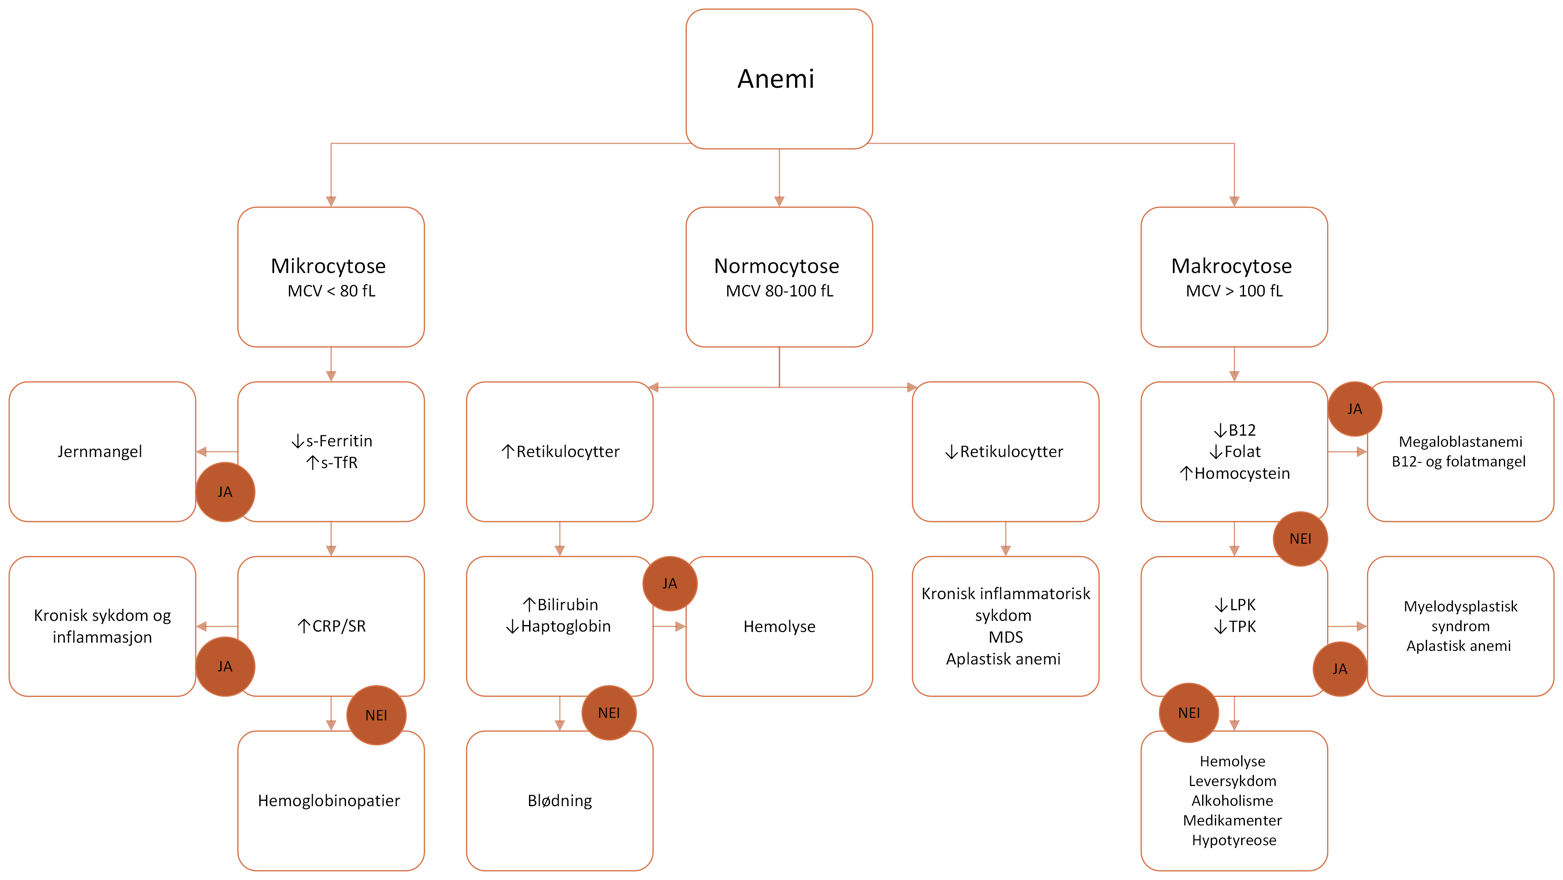 Anemi
Mikrocytose
MCV < 80 fL
Normocytose
MCV 80-100 fL
Makrocytose
MCV > 100 fL
Jernmangel
JA
↓s-Ferritin
↑s-TfR
↑Retikulocytter
↓Retikulocytter
↓B12
↓Folat
↑Homocystein
JA
Megaloblastanemi
B12- og folatmangel
NEI
Kronisk sykdom og
inflammasjon
JA
↑CRP/SR
NEI
↑Bilirubin
↓Haptoglobin
JA
Hemolyse
NEI
Kronisk inflammatorisk
sykdom
MDS
Aplastisk anemi
↓LPK
↓TPK
JA
Myelodysplastisk
syndrom
Aplastisk anemi
NEI
Hemoglobinopatier
Blødning
Hemolyse
Leversykdom
Alkoholisme
Medikamenter
Hypotyreose